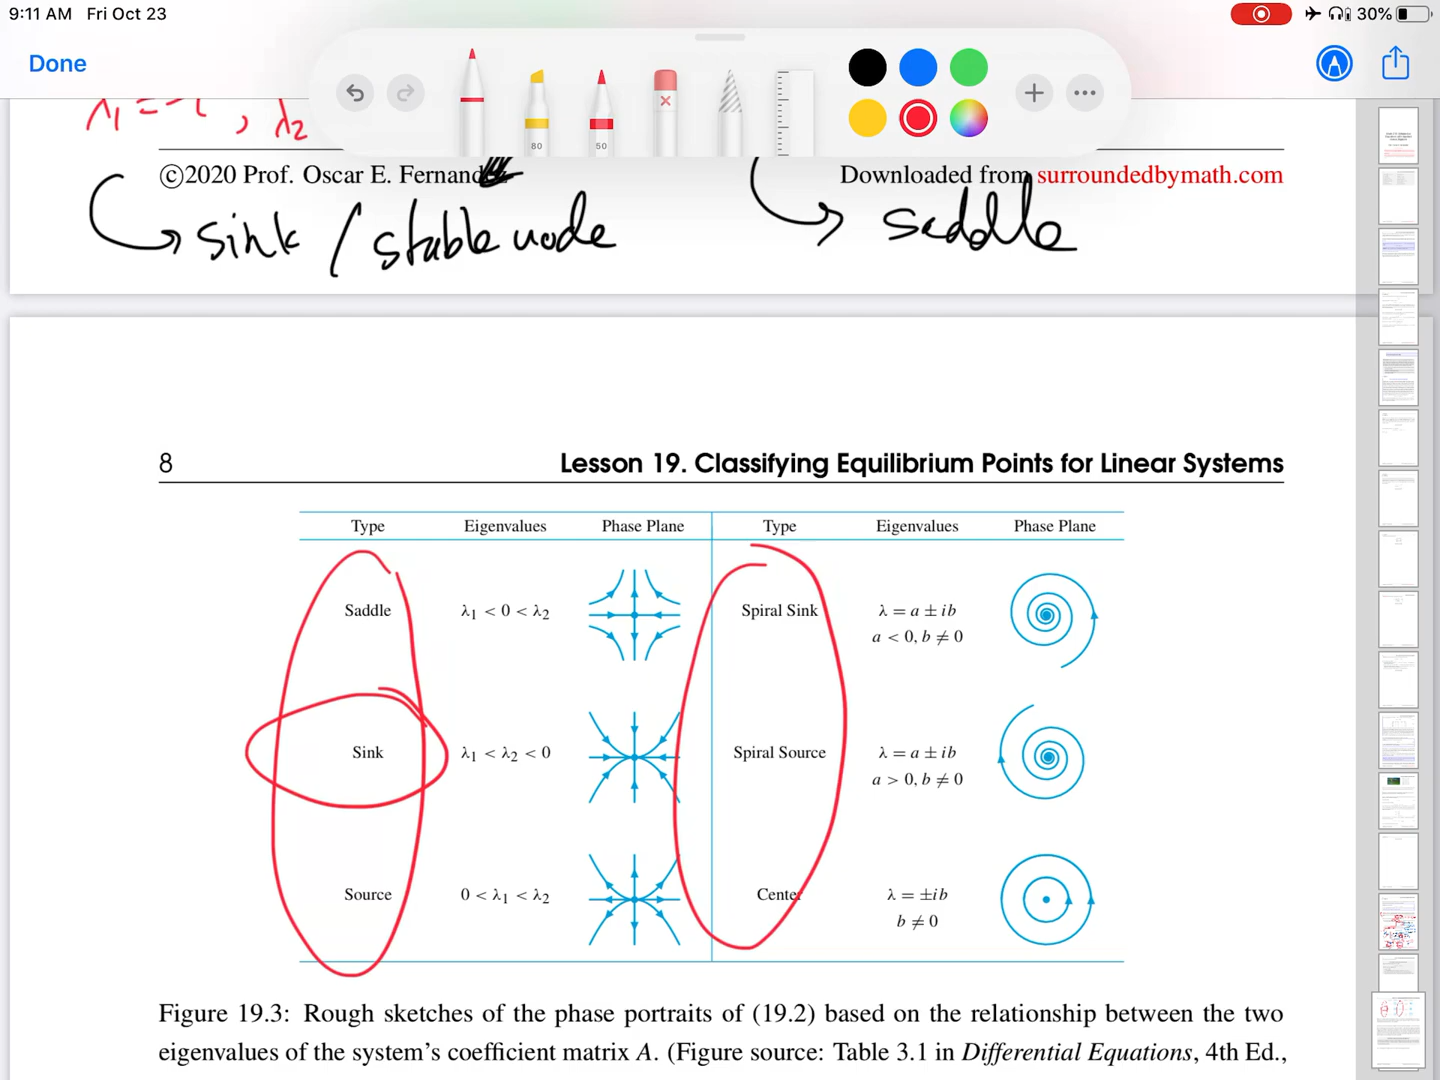 9:11 AM Fri Oct 23
30%
Done
80
50
λ1 = -2, λ2
©2020 Prof. Oscar E. Fernand
Downloaded from surroundedbymath.com
sink / stable node
saddle
8
Lesson 19. Classifying Equilibrium Points for Linear Systems
Type Eigenvalues Phase Plane Type Eigenvalues Phase Plane
Saddle λ1 < 0 < λ2 Spiral Sink λ = a ± ib
a < 0, b ≠ 0
Sink λ1 < λ2 < 0 Spiral Source λ = a ± ib
a > 0, b ≠ 0
Source 0 < λ1 < λ2 Center λ = ±ib
b ≠ 0
Figure 19.3: Rough sketches of the phase portraits of (19.2) based on the relationship between the two
eigenvalues of the system's coefficient matrix A. (Figure source: Table 3.1 in Differential Equations, 4th Ed.,